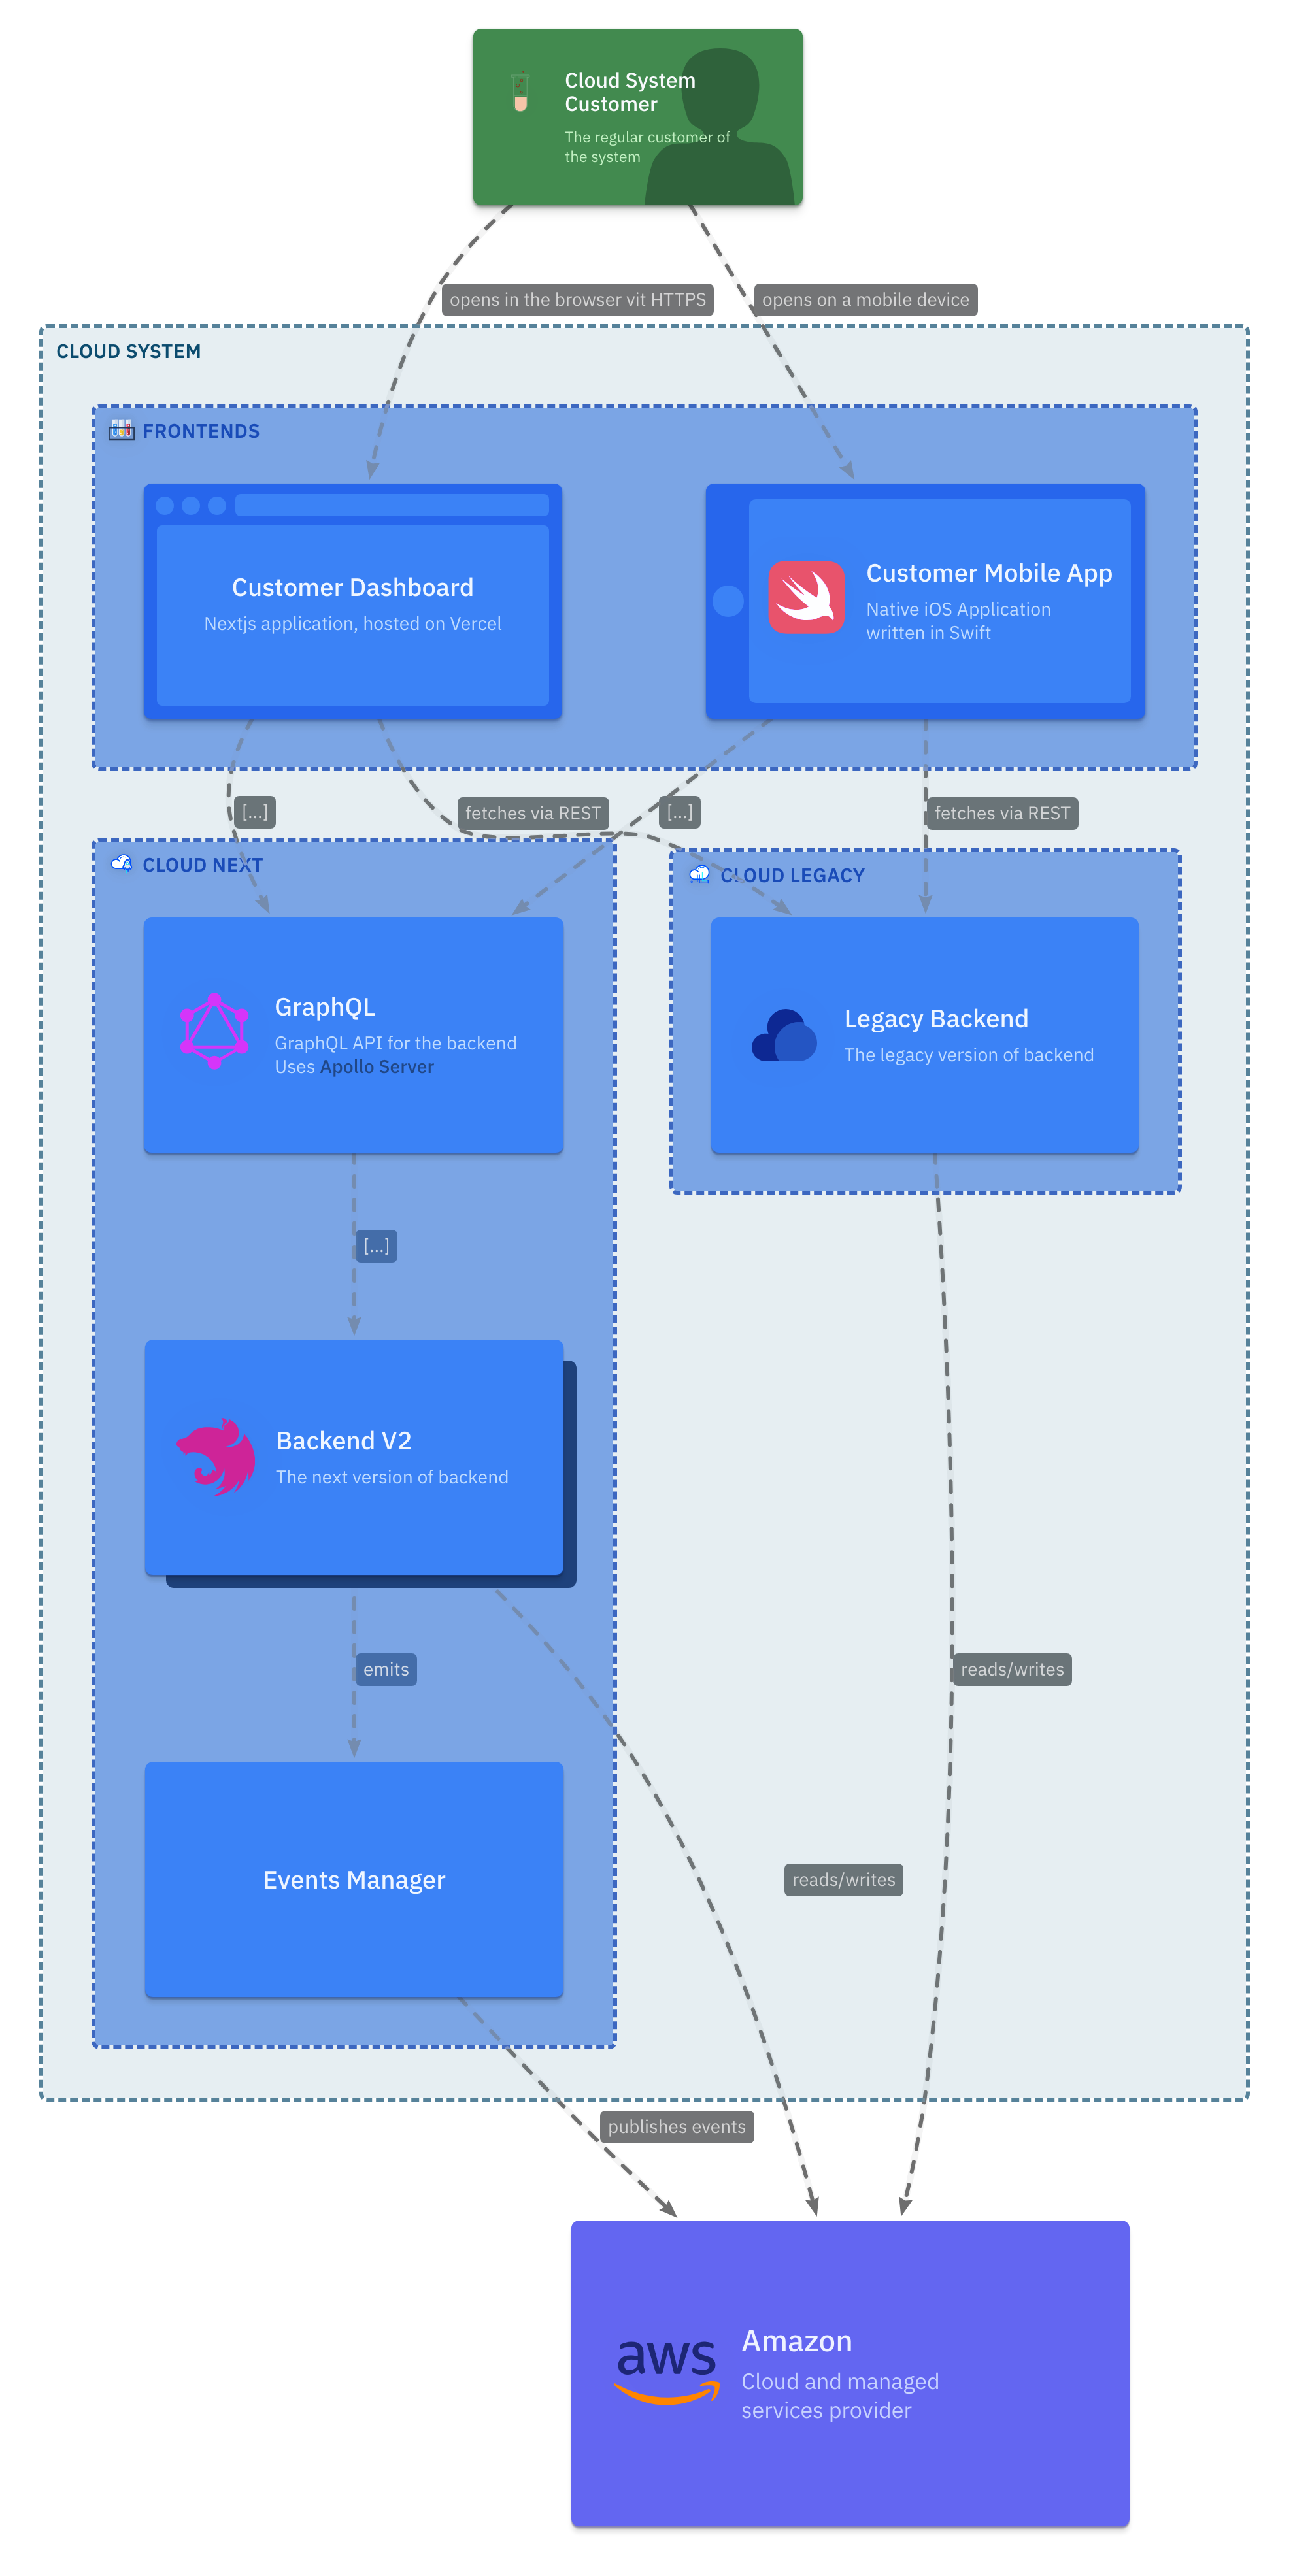 Cloud System
Customer
The regular customer of
the system
opens in the browser vit HTTPS
opens on a mobile device
CLOUD SYSTEM
FRONTENDS
Customer Dashboard
Nextjs application, hosted on Vercel
Customer Mobile App
Native iOS Application
written in Swift
[...]
fetches via REST
[...]
fetches via REST
CLOUD NEXT
CLOUD LEGACY
GraphQL
GraphQL API for the backend
Uses Apollo Server
Legacy Backend
The legacy version of backend
[...]
Backend V2
The next version of backend
emits
reads/writes
Events Manager
reads/writes
publishes events
aws
Amazon
Cloud and managed
services provider